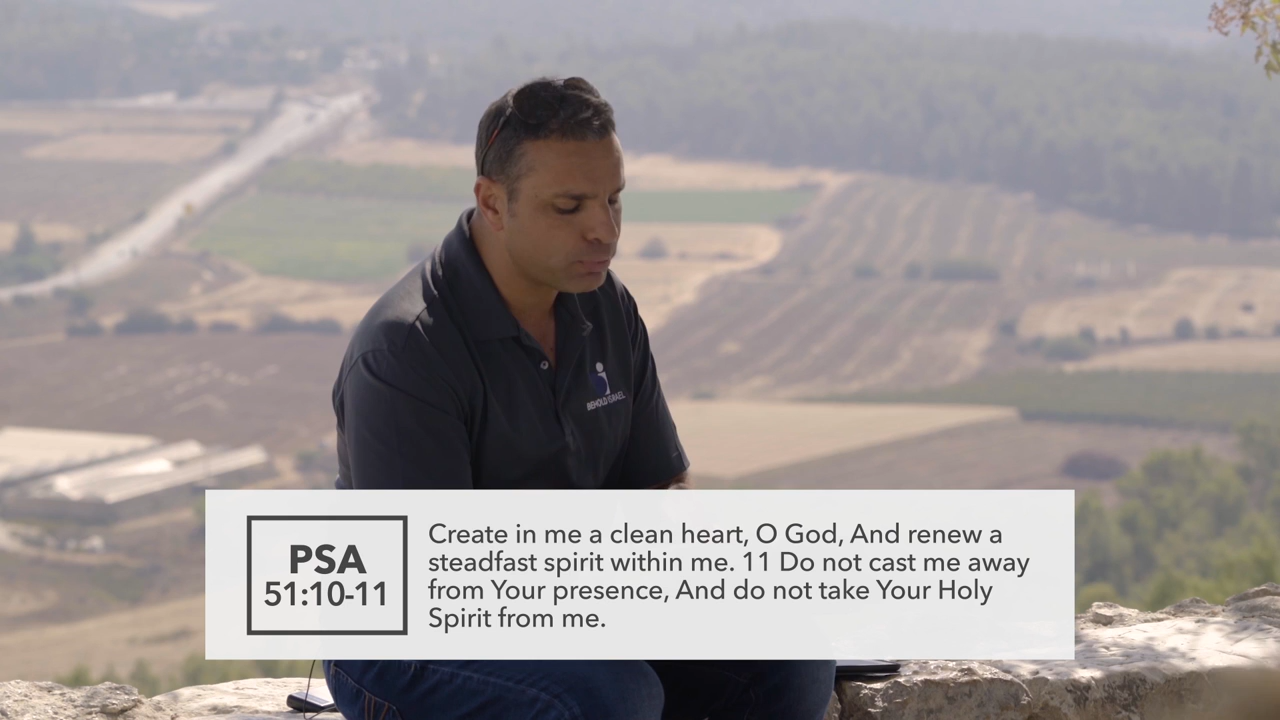 BEHOLD ISRAEL
PSA
51:10-11
Create in me a clean heart, O God, And renew a
steadfast spirit within me. 11 Do not cast me away
from Your presence, And do not take Your Holy
Spirit from me.